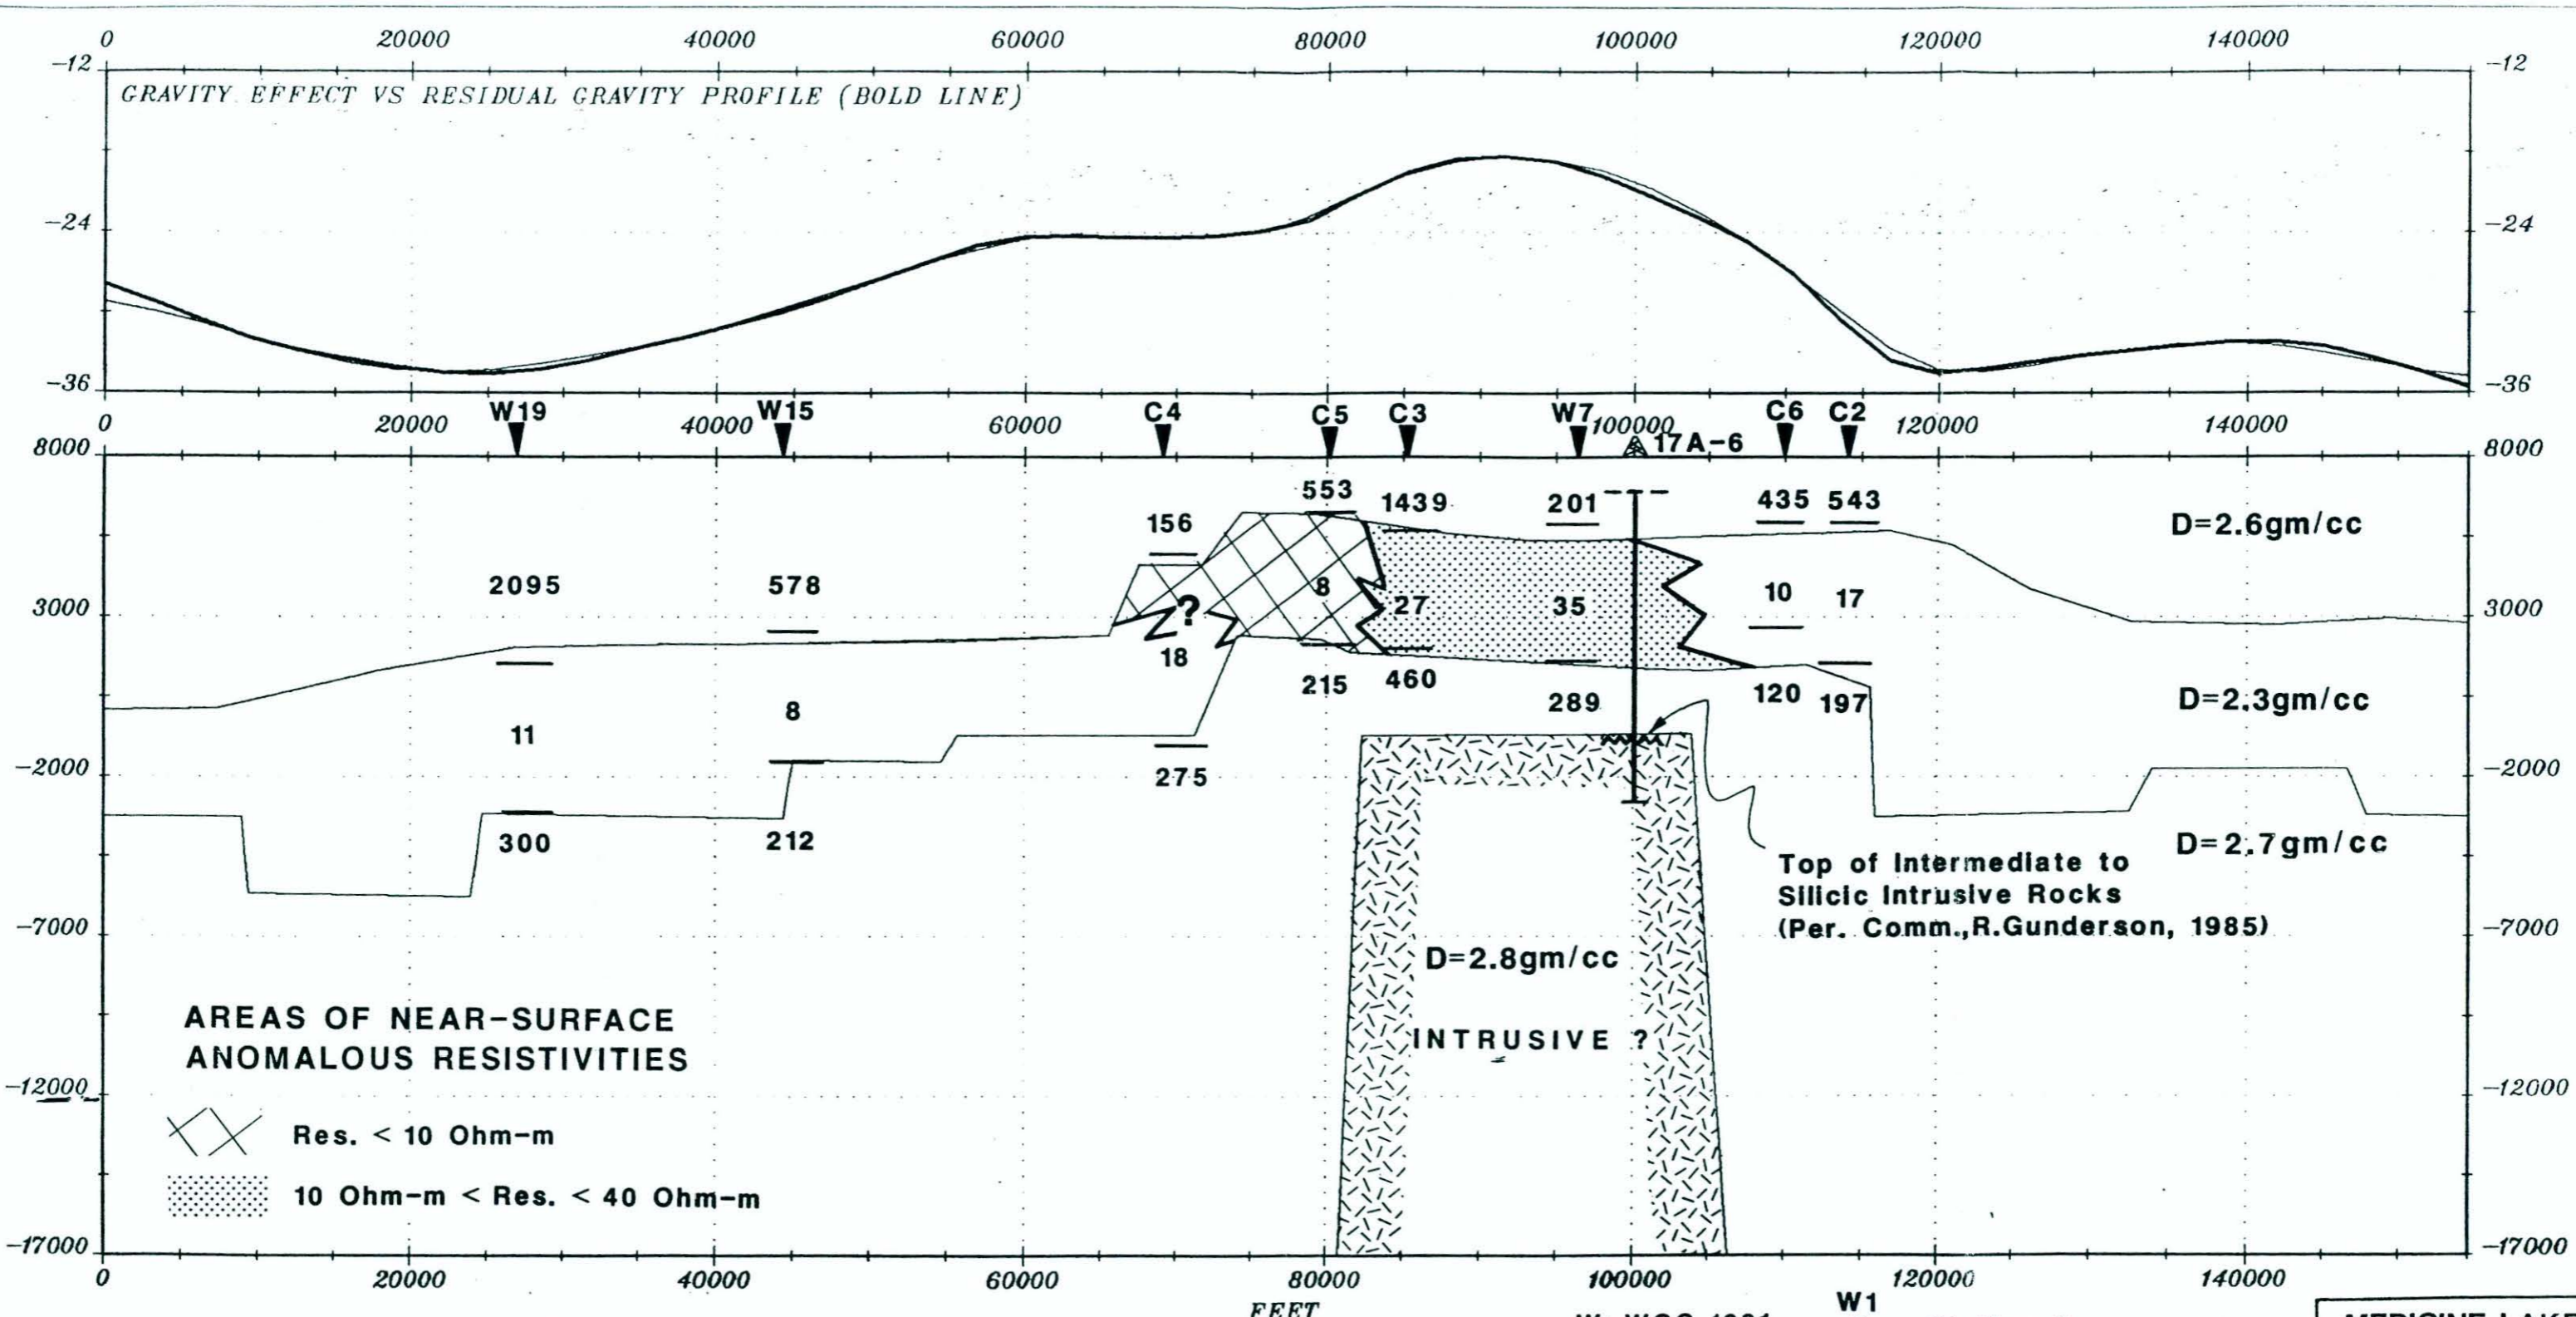 0 20000 40000 60000 80000 100000 120000 140000
-12 -12
GRAVITY EFFECT VS RESIDUAL GRAVITY PROFILE (BOLD LINE)
-24 -24
-36 -36
W19 W15 C4 C5 C3 W7 C6 C2
0 20000 40000 60000 100000 120000 140000
17A-6
8000 8000
553 1439 201 435 543
156
D=2.6gm/cc
2095 578 8 27 35 10 17
3000 ? 3000
18
215 460 289 120 197
D=2.3gm/cc
11 8
-2000 275 -2000
300 212
D=2.7gm/cc
Top of Intermediate to
Silicic Intrusive Rocks
(Per. Comm.,R.Gunderson, 1985)
-7000 -7000
D=2.8gm/cc
INTRUSIVE ?
AREAS OF NEAR-SURFACE
ANOMALOUS RESISTIVITIES
-12000 -12000
Res. < 10 Ohm-m
10 Ohm-m < Res. < 40 Ohm-m
-17000 -17000
0 20000 40000 60000 80000 100000 120000 140000
FEET
W1